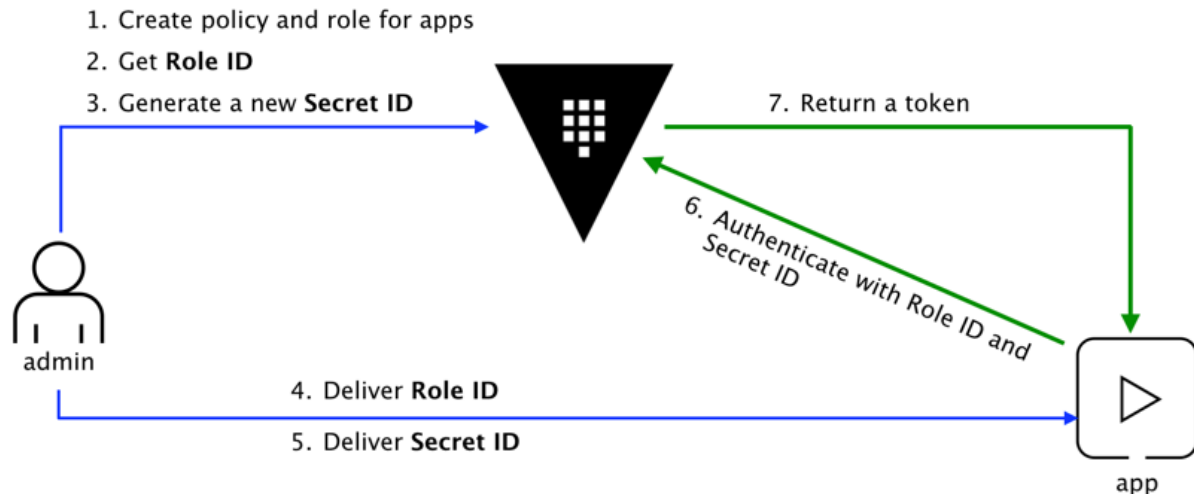 1. Create policy and role for apps
2. Get Role ID
3. Generate a new Secret ID
7. Return a token
6. Authenticate with Role ID and
Secret ID
admin
4. Deliver Role ID
5. Deliver Secret ID
app